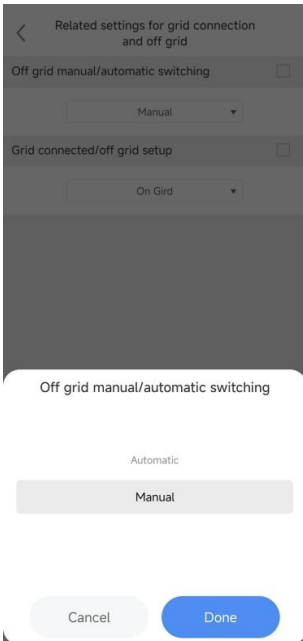 Related settings for grid connection
and off grid
Off grid manual/automatic switching
Manual
Grid connected/off grid setup
On Gird
Off grid manual/automatic switching
Automatic
Manual
Cancel
Done